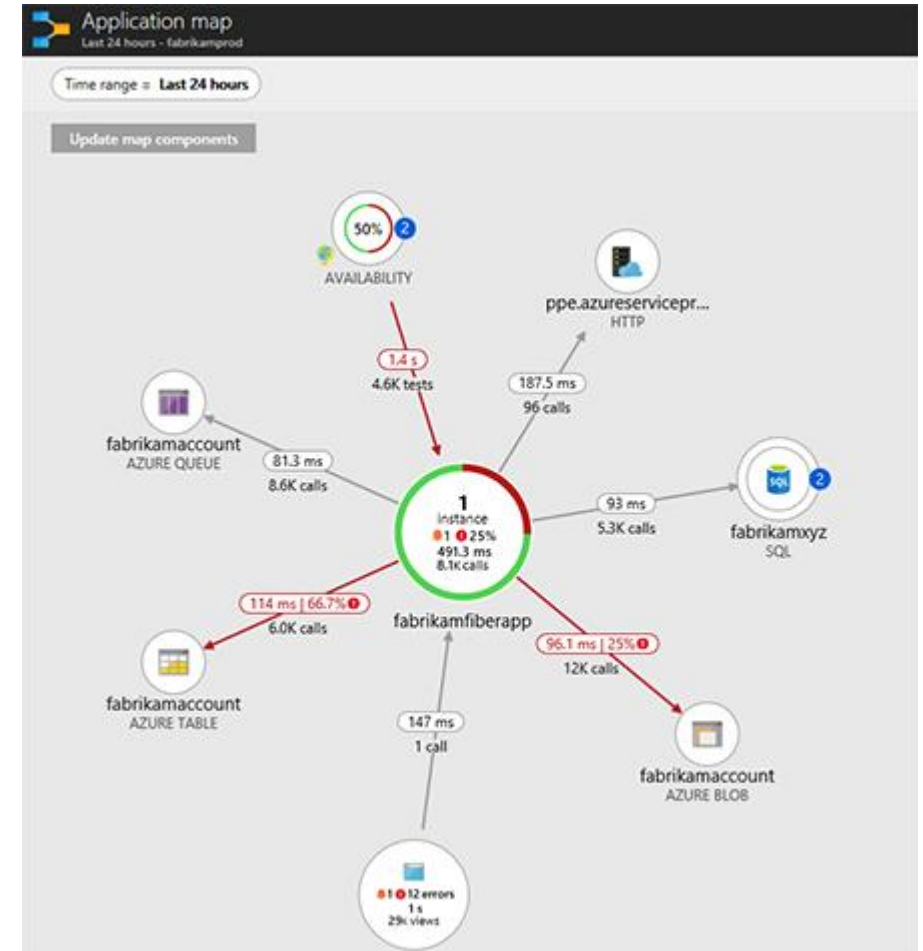 Application map
Last 24 hours - fabrikamprod
Time range = Last 24 hours
Update map components
50%
2
AVAILABILITY
ppe.azureservicepr...
HTTP
1.4 s
4.6K tests
187.5 ms
96 calls
fabrikamaccount
AZURE QUEUE
81.3 ms
8.6K calls
1
instance
1 25%
491.3 ms
8.1K calls
93 ms
5.3K calls
SQL
2
fabrikamxyz
SQL
114 ms | 66.7%
6.0K calls
fabrikamfiberapp
96.1 ms | 25%
12K calls
fabrikamaccount
AZURE TABLE
147 ms
1 call
fabrikamaccount
AZURE BLOB
1 12 errors
1 s
29K views